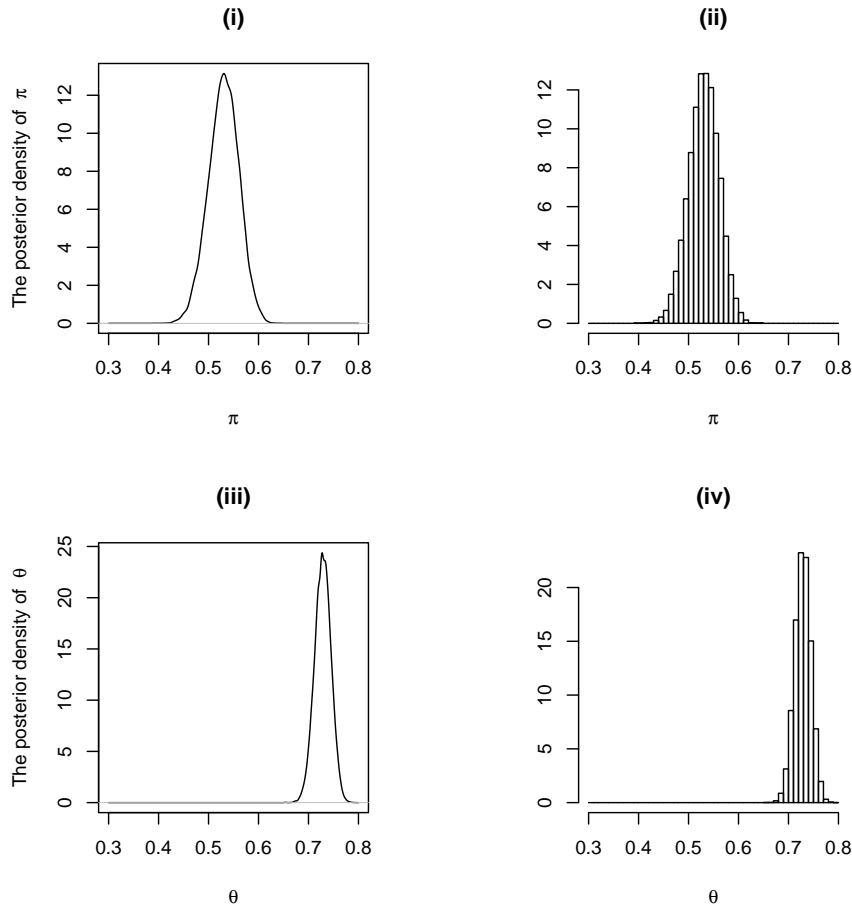 (i)
The posterior density of π
0 2 4 6 8 10 12
0.3 0.4 0.5 0.6 0.7 0.8
π
(ii)
0 2 4 6 8 10 12
0.3 0.4 0.5 0.6 0.7 0.8
π
(iii)
The posterior density of θ
0 5 10 15 20 25
0.3 0.4 0.5 0.6 0.7 0.8
θ
(iv)
0 5 10 15 20
0.3 0.4 0.5 0.6 0.7 0.8
θ